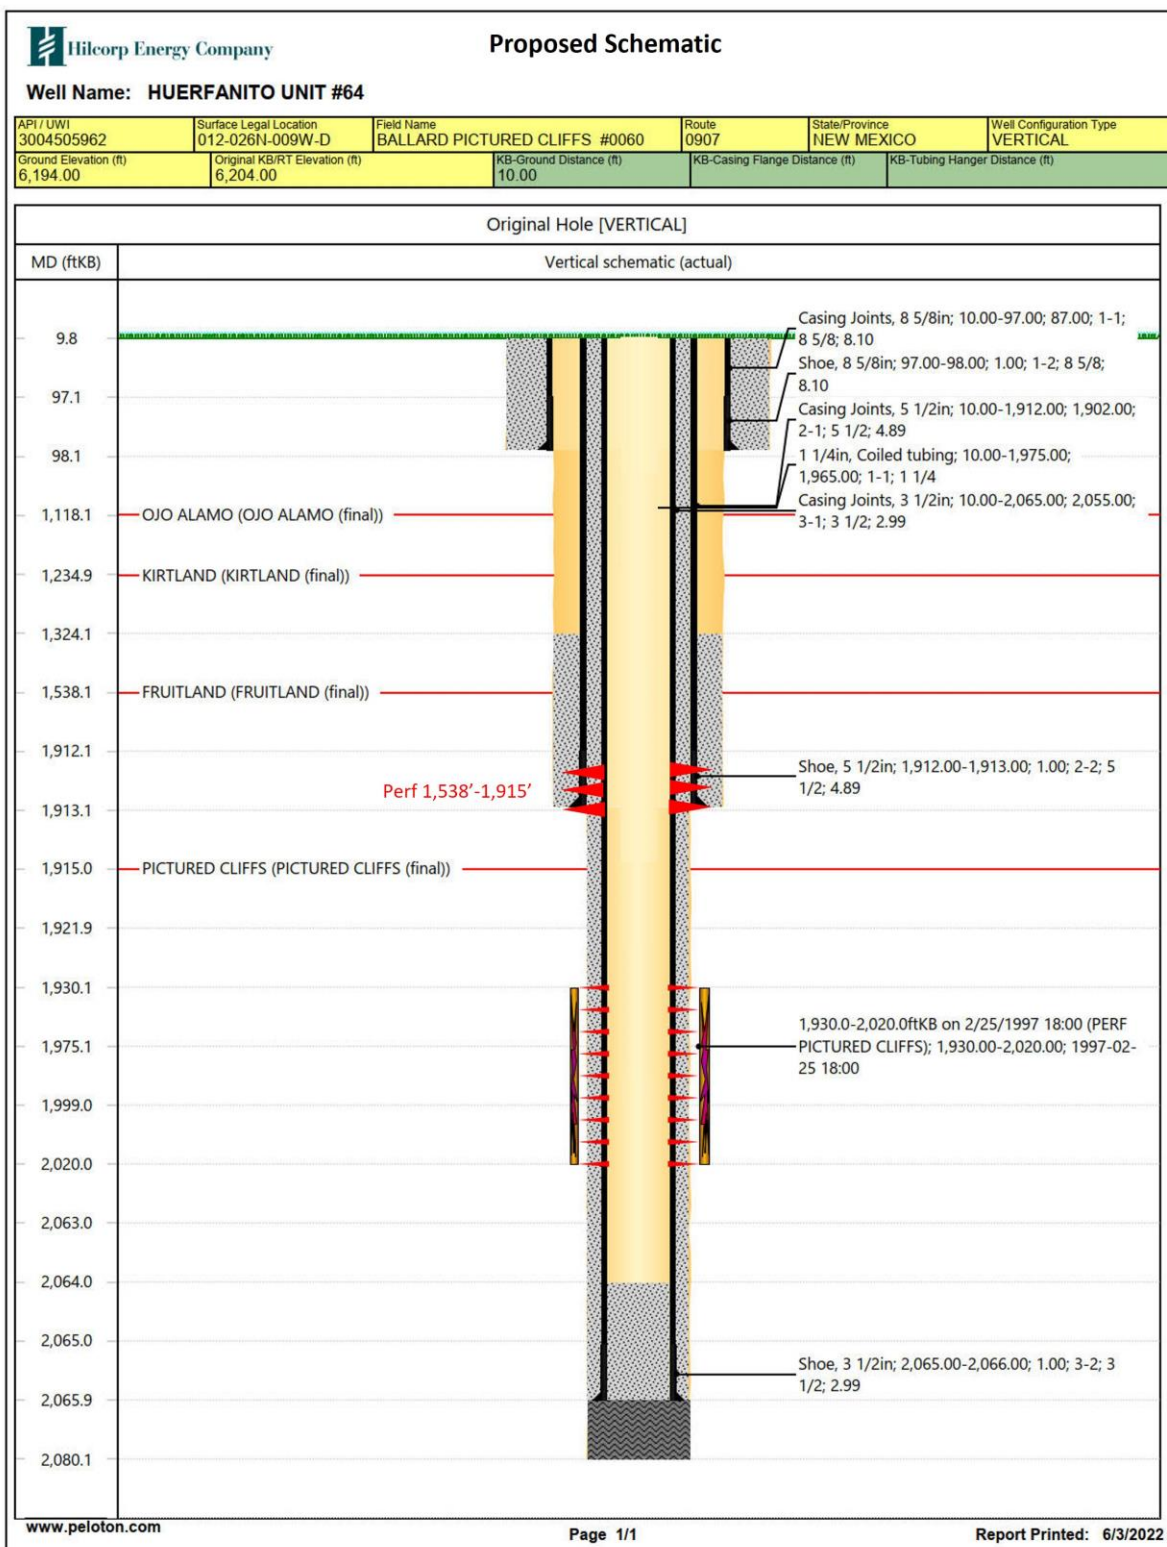 Hilcorp Energy Company
Proposed Schematic
Well Name: HUERFANITO UNIT #64
API / UWI
3004505962
Surface Legal Location
012-026N-009W-D
Field Name
BALLARD PICTURED CLIFFS #0060
Route
0907
State/Province
NEW MEXICO
Well Configuration Type
VERTICAL
Ground Elevation (ft)
6,194.00
Original KB/RT Elevation (ft)
6,204.00
KB-Ground Distance (ft)
10.00
KB-Casing Flange Distance (ft)
KB-Tubing Hanger Distance (ft)
Original Hole [VERTICAL]
MD (ftKB)
Vertical schematic (actual)
9.8
97.1
98.1
1,118.1
1,234.9
1,324.1
1,538.1
1,912.1
1,913.1
1,915.0
1,921.9
1,930.1
1,975.1
1,999.0
2,020.0
2,063.0
2,064.0
2,065.0
2,065.9
2,080.1
OJO ALAMO (OJO ALAMO (final))
KIRTLAND (KIRTLAND (final))
FRUITLAND (FRUITLAND (final))
Perf 1,538’-1,915’
PICTURED CLIFFS (PICTURED CLIFFS (final))
Casing Joints, 8 5/8in; 10.00-97.00; 87.00; 1-1;
8 5/8; 8.10
Shoe, 8 5/8in; 97.00-98.00; 1.00; 1-2; 8 5/8;
8.10
Casing Joints, 5 1/2in; 10.00-1,912.00; 1,902.00;
2-1; 5 1/2; 4.89
1 1/4in, Coiled tubing; 10.00-1,975.00;
1,965.00; 1-1; 1 1/4
Casing Joints, 3 1/2in; 10.00-2,065.00; 2,055.00;
3-1; 3 1/2; 2.99
Shoe, 5 1/2in; 1,912.00-1,913.00; 1.00; 2-2; 5
1/2; 4.89
1,930.0-2,020.0ftKB on 2/25/1997 18:00 (PERF
PICTURED CLIFFS); 1,930.00-2,020.00; 1997-02-
25 18:00
Shoe, 3 1/2in; 2,065.00-2,066.00; 1.00; 3-2; 3
1/2; 2.99
www.peloton.com
Page 1/1
Report Printed: 6/3/2022